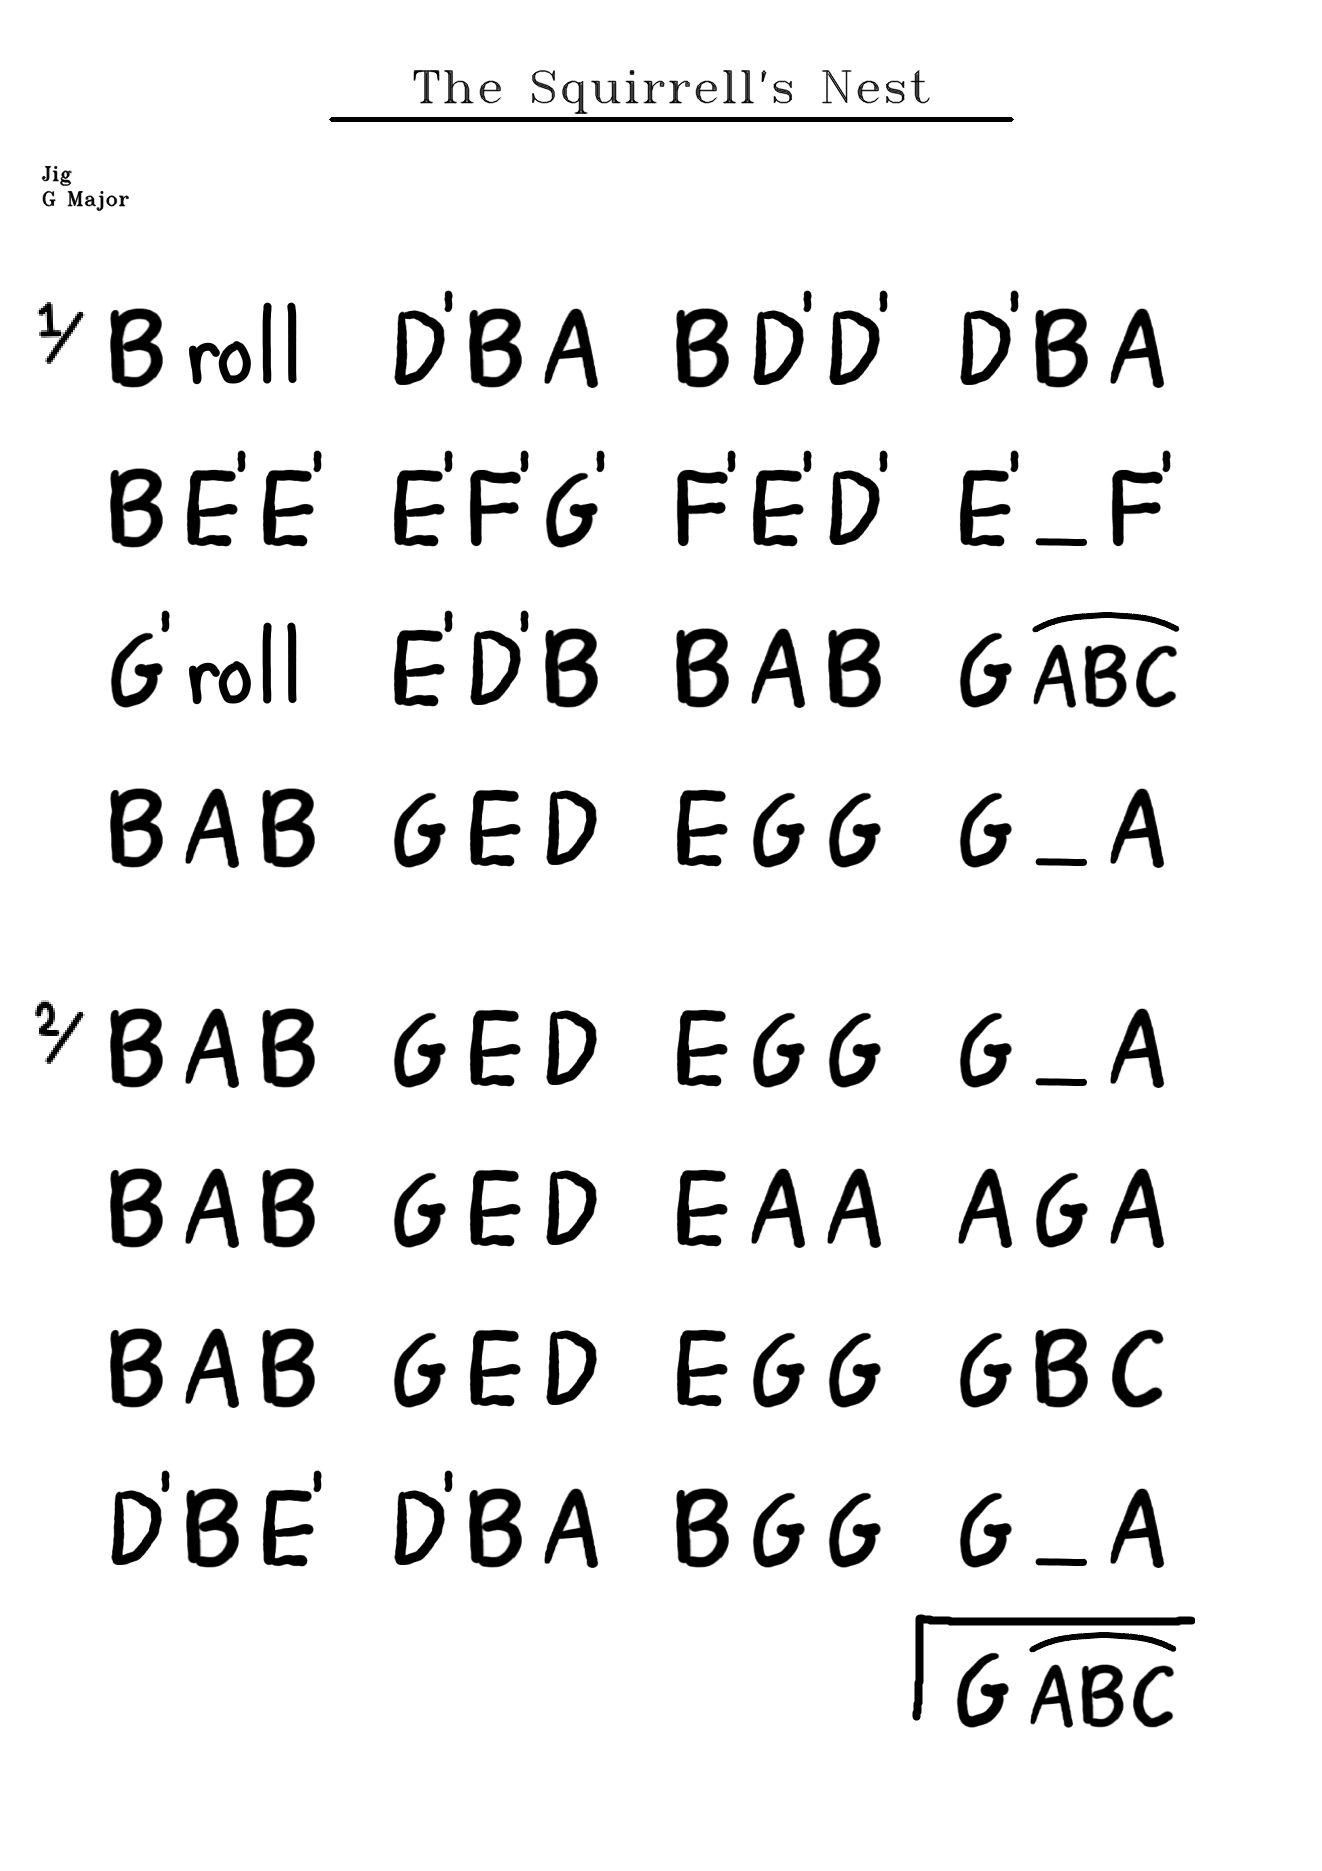 The Squirrell's Nest
Jig
G Major
1/ B roll D'BA BD'D' D'BA
BE'E' E'F'G' F'E'D' E'_F'
G'roll E'D'B BAB GABC
BAB GED EGG G_A
2/ BAB GED EGG G_A
BAB GED EAA AGA
BAB GED EGG GBC
D'BE' D'BA BGG G_A
GABC